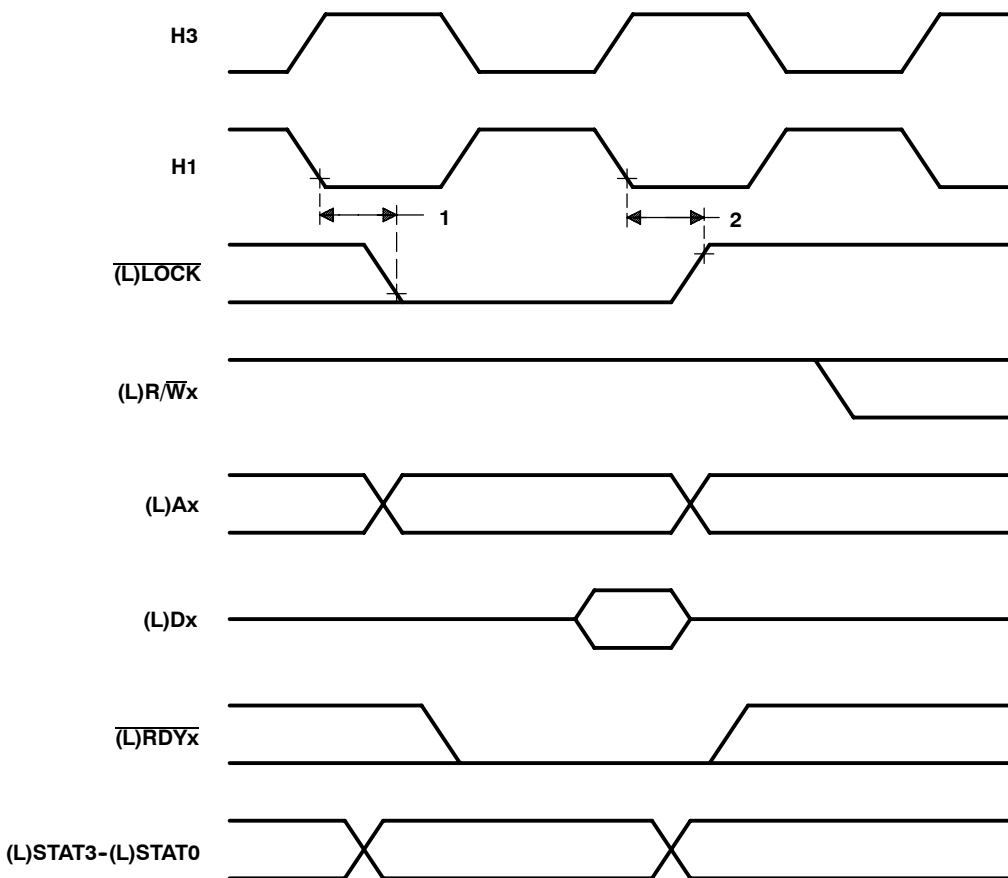 H3
H1
1
2
(L)LOCK
(L)R/Wx
(L)Ax
(L)Dx
(L)RDYx
(L)STAT3-(L)STAT0